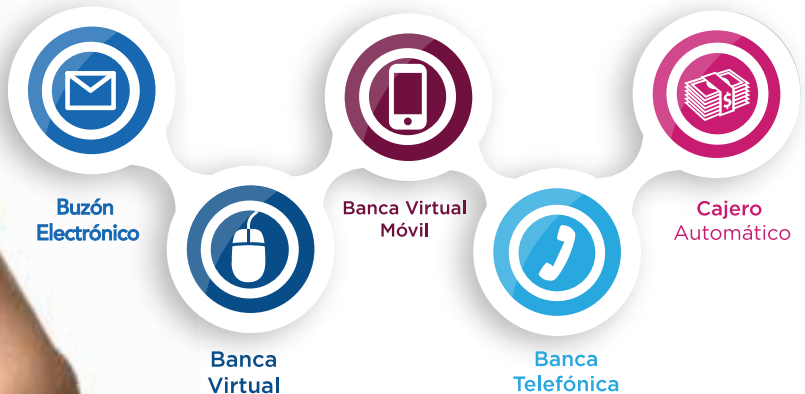 Buzón
Electrónico
Banca
Virtual
Banca Virtual
Móvil
Banca
Telefónica
Cajero
Automático
$